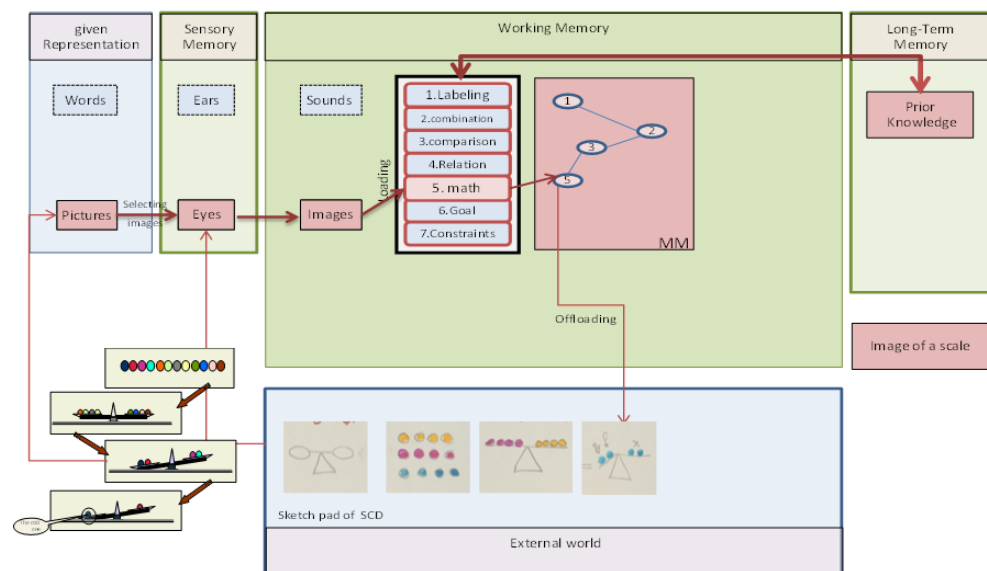 given
Representation
Sensory
Memory
Working Memory
Long-Term
Memory
Words
Ears
Sounds
1.Labeling
2.combination
3.comparison
4.Relation
5. math
6.Goal
7.Constraints
Loading
1
2
3
5
MM
Prior
Knowledge
Pictures
Selecting
images
Eyes
Images
Offloading
Image of a scale
Sketch pad of SCD
External world